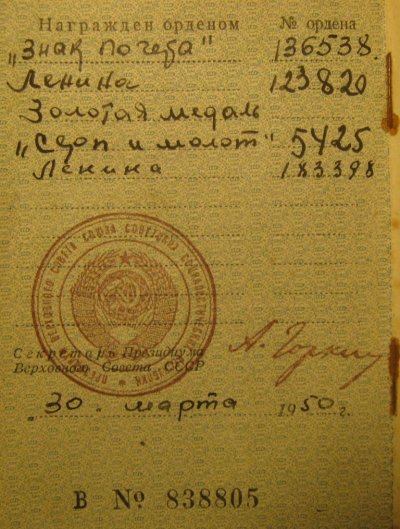 Награжден орденом № ордена
„Знак почета" 136538.
Ленина 123820
Золотая медаль
„Серп и молот" 5425
Ленина 183398
Секретарь Президиума
Верховного Совета СССР
А. Горкин
30. марта 1950 г.
В № 838805